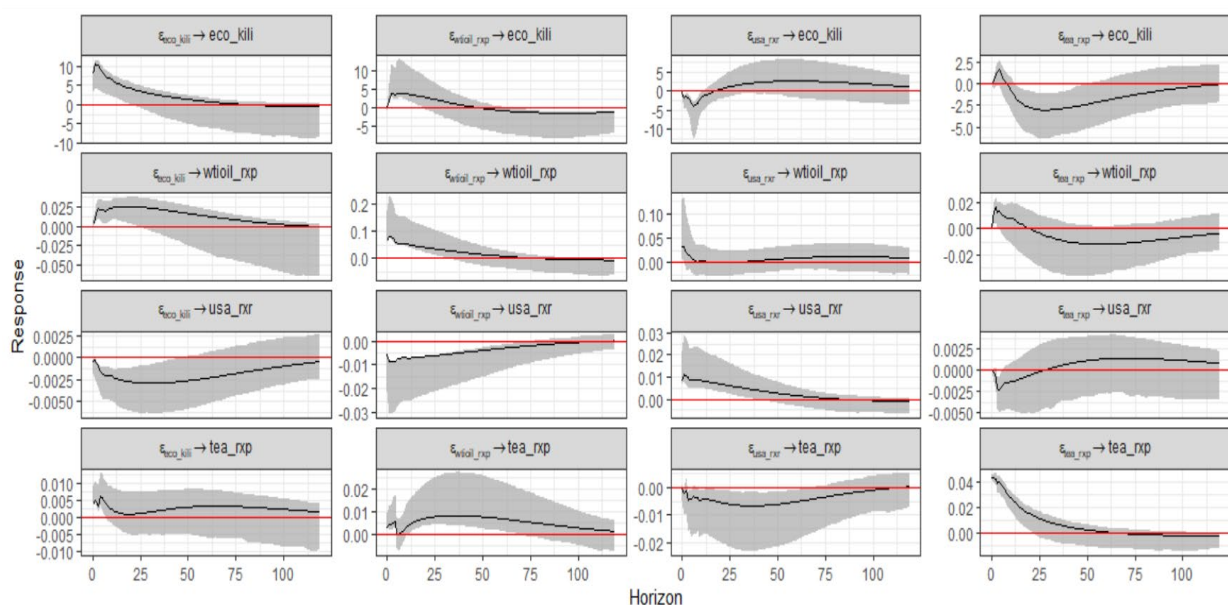 ε_eco_kili → eco_kili
ε_wtioil_rxp → eco_kili
ε_usa_rxr → eco_kili
ε_tea_rxp → eco_kili
10
5
0
-5
-10
10
5
0
-5
5
0
-5
-10
2.5
0.0
-2.5
-5.0
ε_eco_kili → wtioil_rxp
ε_wtioil_rxp → wtioil_rxp
ε_usa_rxr → wtioil_rxp
ε_tea_rxp → wtioil_rxp
0.025
0.000
-0.025
-0.050
0.2
0.1
0.0
0.10
0.05
0.00
0.02
0.00
-0.02
Response
ε_eco_kili → usa_rxr
ε_wtioil_rxp → usa_rxr
ε_usa_rxr → usa_rxr
ε_tea_rxp → usa_rxr
0.0025
0.0000
-0.0025
-0.0050
0.00
-0.01
-0.02
-0.03
0.03
0.02
0.01
0.00
0.0025
0.0000
-0.0025
-0.0050
ε_eco_kili → tea_rxp
ε_wtioil_rxp → tea_rxp
ε_usa_rxr → tea_rxp
ε_tea_rxp → tea_rxp
0.010
0.005
0.000
-0.005
-0.010
0.02
0.01
0.00
0.00
-0.01
-0.02
0.04
0.02
0.00
0 25 50 75 100
0 25 50 75 100
0 25 50 75 100
0 25 50 75 100
Horizon